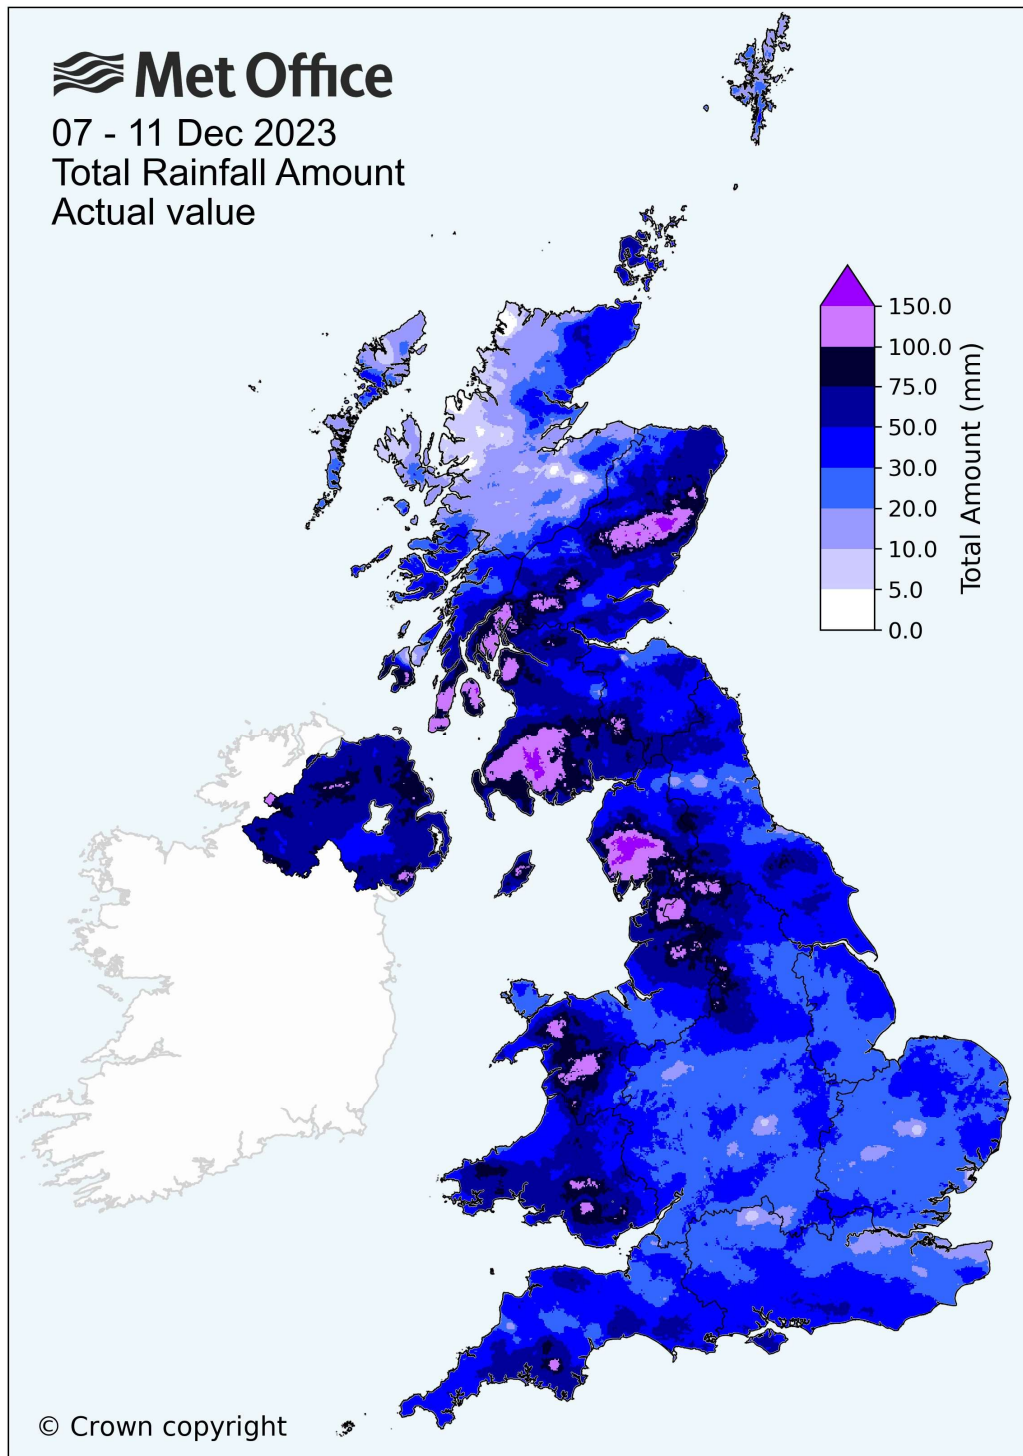 Met Office
07 - 11 Dec 2023
Total Rainfall Amount
Actual value
150.0
100.0
75.0
50.0
30.0
20.0
10.0
5.0
0.0
Total Amount (mm)
© Crown copyright